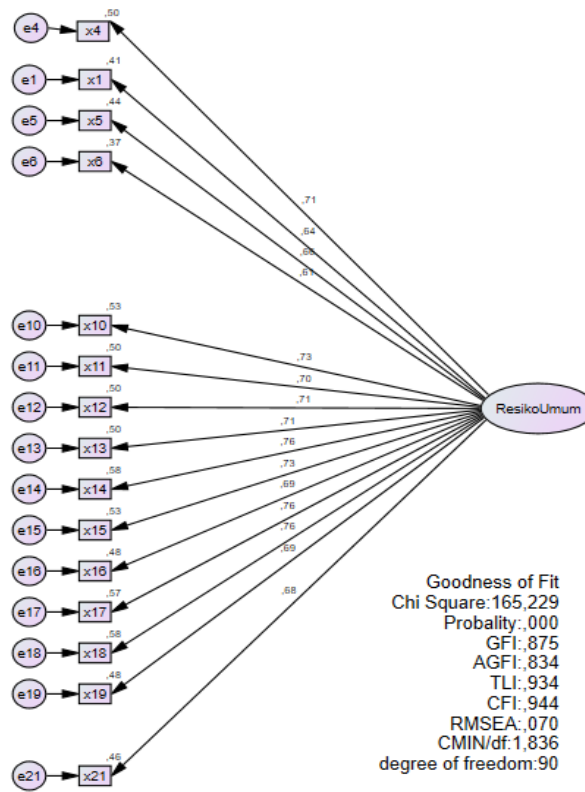 ,50
e4 x4
,41
e1 x1
,44
e5 x5
,37
e6 x6
,71
,64
,66
,61
,53
e10 x10
,73
,50
e11 x11
,70
,50
e12 x12
,71
ResikoUmum
,50
e13 x13
,71
,58
e14 x14
,76
,53
e15 x15
,73
,48
e16 x16
,69
,57
e17 x17
,76
,58
e18 x18
,76
,48
e19 x19
,69
,68
,46
e21 x21
Goodness of Fit
Chi Square:165,229
Probality:,000
GFI:,875
AGFI:,834
TLI:,934
CFI:,944
RMSEA:,070
CMIN/df:1,836
degree of freedom:90